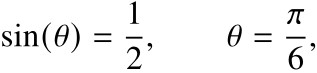 sin(θ) = 1/2, θ = π/6,